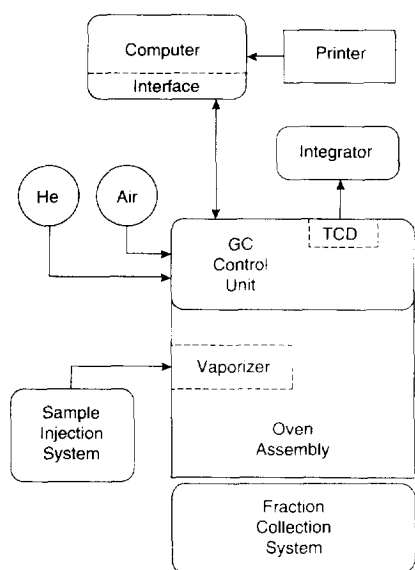 Computer
Interface
Printer
Integrator
He
Air
TCD
GC
Control
Unit
Vaporizer
Sample
Injection
System
Oven
Assembly
Fraction
Collection
System